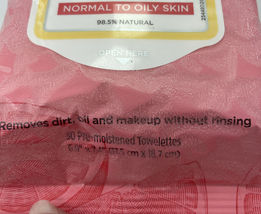 NORMAL TO OILY SKIN
98.5% NATURAL
OPEN HERE
Removes dirt, oil and makeup without rinsing
30 Pre-moistened Towelettes